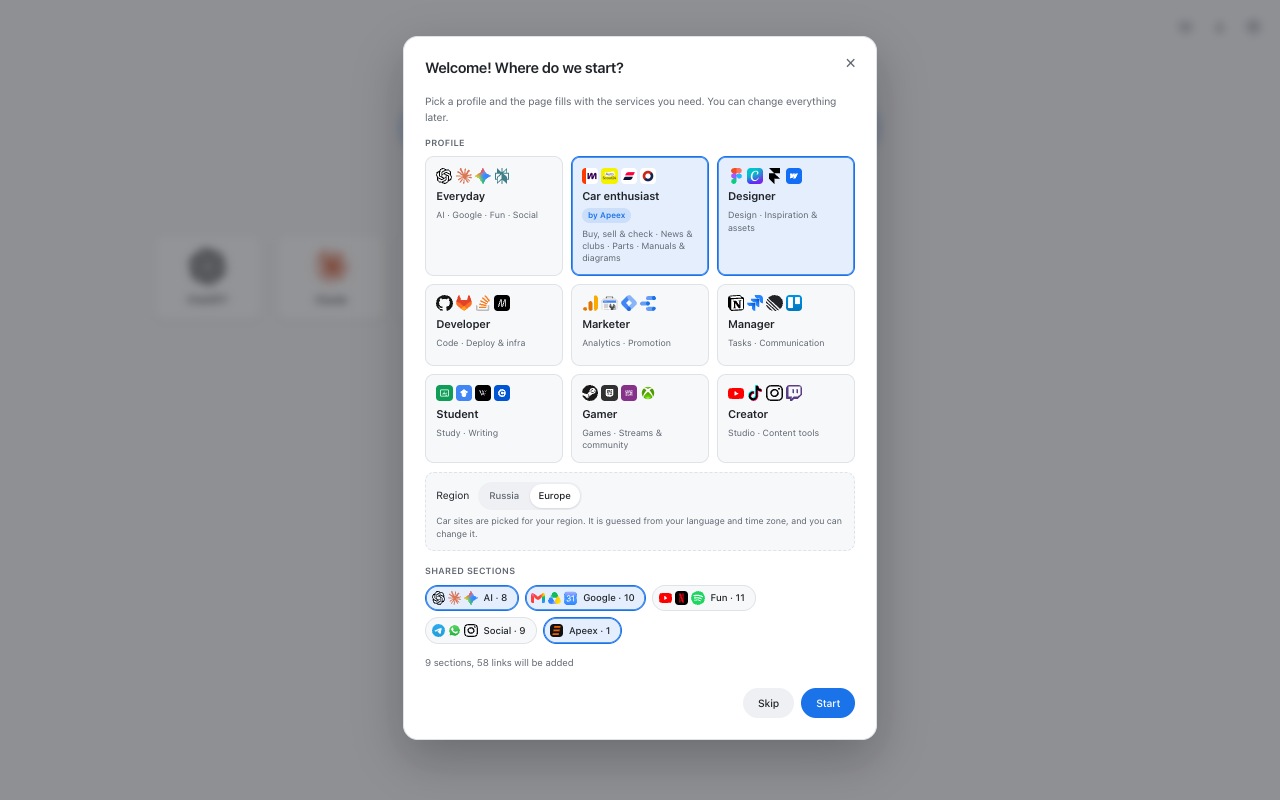 Welcome! Where do we start?
Pick a profile and the page fills with the services you need. You can change everything
later.
PROFILE
Everyday
AI · Google · Fun · Social
Car enthusiast
by Apeex
Buy, sell & check · News &
clubs · Parts · Manuals &
diagrams
Designer
Design · Inspiration &
assets
Developer
Code · Deploy & infra
Marketer
Analytics · Promotion
Manager
Tasks · Communication
Student
Study · Writing
Gamer
Games · Streams &
community
Creator
Studio · Content tools
Region Russia Europe
Car sites are picked for your region. It is guessed from your language and time zone, and you can
change it.
SHARED SECTIONS
AI · 8 Google · 10 Fun · 11
Social · 9 Apeex · 1
9 sections, 58 links will be added
Skip Start